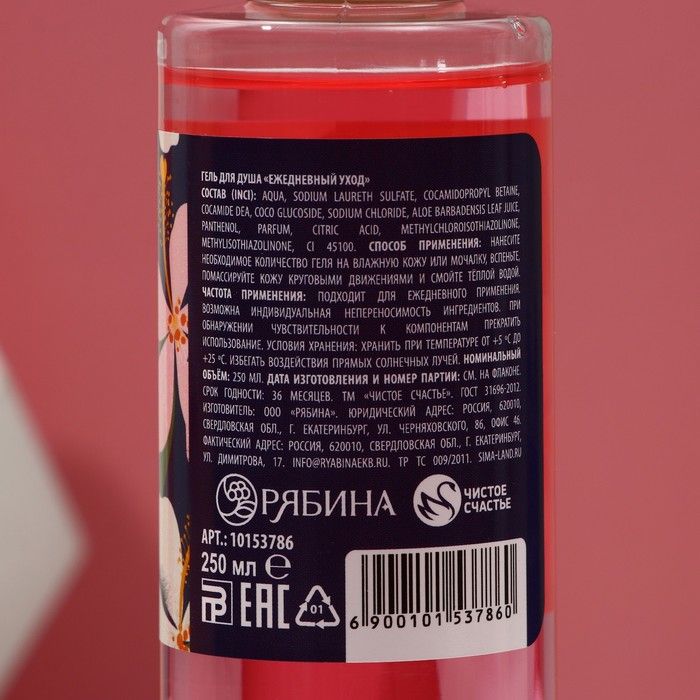 ГЕЛЬ ДЛЯ ДУША «ЕЖЕДНЕВНЫЙ УХОД»
СОСТАВ (INCI): AQUA, SODIUM LAURETH SULFATE, COCAMIDOPROPYL BETAINE,
COCAMIDE DEA, COCO GLUCOSIDE, SODIUM CHLORIDE, ALOE BARBADENSIS LEAF JUICE,
PANTHENOL, PARFUM, CITRIC ACID, METHYLCHLOROISOTHIAZOLINONE,
METHYLISOTHIAZOLINONE, CI 45100. СПОСОБ ПРИМЕНЕНИЯ: НАНЕСИТЕ
НЕОБХОДИМОЕ КОЛИЧЕСТВО ГЕЛЯ НА ВЛАЖНУЮ КОЖУ ИЛИ МОЧАЛКУ, ВСПЕНЬТЕ,
ПОМАССИРУЙТЕ КОЖУ КРУГОВЫМИ ДВИЖЕНИЯМИ И СМОЙТЕ ТЁПЛОЙ ВОДОЙ.
ЧАСТОТА ПРИМЕНЕНИЯ: ПОДХОДИТ ДЛЯ ЕЖЕДНЕВНОГО ПРИМЕНЕНИЯ.
ВОЗМОЖНА ИНДИВИДУАЛЬНАЯ НЕПЕРЕНОСИМОСТЬ ИНГРЕДИЕНТОВ. ПРИ
ОБНАРУЖЕНИИ ЧУВСТВИТЕЛЬНОСТИ К КОМПОНЕНТАМ ПРЕКРАТИТЬ
ИСПОЛЬЗОВАНИЕ. УСЛОВИЯ ХРАНЕНИЯ: ХРАНИТЬ ПРИ ТЕМПЕРАТУРЕ ОТ +5 ºС ДО
+25 ºС. ИЗБЕГАТЬ ВОЗДЕЙСТВИЯ ПРЯМЫХ СОЛНЕЧНЫХ ЛУЧЕЙ. НОМИНАЛЬНЫЙ
ОБЪЁМ: 250 МЛ. ДАТА ИЗГОТОВЛЕНИЯ И НОМЕР ПАРТИИ: СМ. НА ФЛАКОНЕ.
СРОК ГОДНОСТИ: 36 МЕСЯЦЕВ. ТМ «ЧИСТОЕ СЧАСТЬЕ». ГОСТ 31696-2012.
ИЗГОТОВИТЕЛЬ: ООО «РЯБИНА». ЮРИДИЧЕСКИЙ АДРЕС: РОССИЯ, 620010,
СВЕРДЛОВСКАЯ ОБЛ., Г. ЕКАТЕРИНБУРГ, УЛ. ЧЕРНЯХОВСКОГО, 86, ОФИС 46.
ФАКТИЧЕСКИЙ АДРЕС: РОССИЯ, 620010, СВЕРДЛОВСКАЯ ОБЛ., Г. ЕКАТЕРИНБУРГ,
УЛ. ДИМИТРОВА, 17. INFO@RYABINAEKB.RU. ТР ТС 009/2011. SIMA-LAND.RU
РЯБИНА ЧИСТОЕ СЧАСТЬЕ
АРТ.: 10153786
250 МЛ e
EAC 01
6 900101 537860